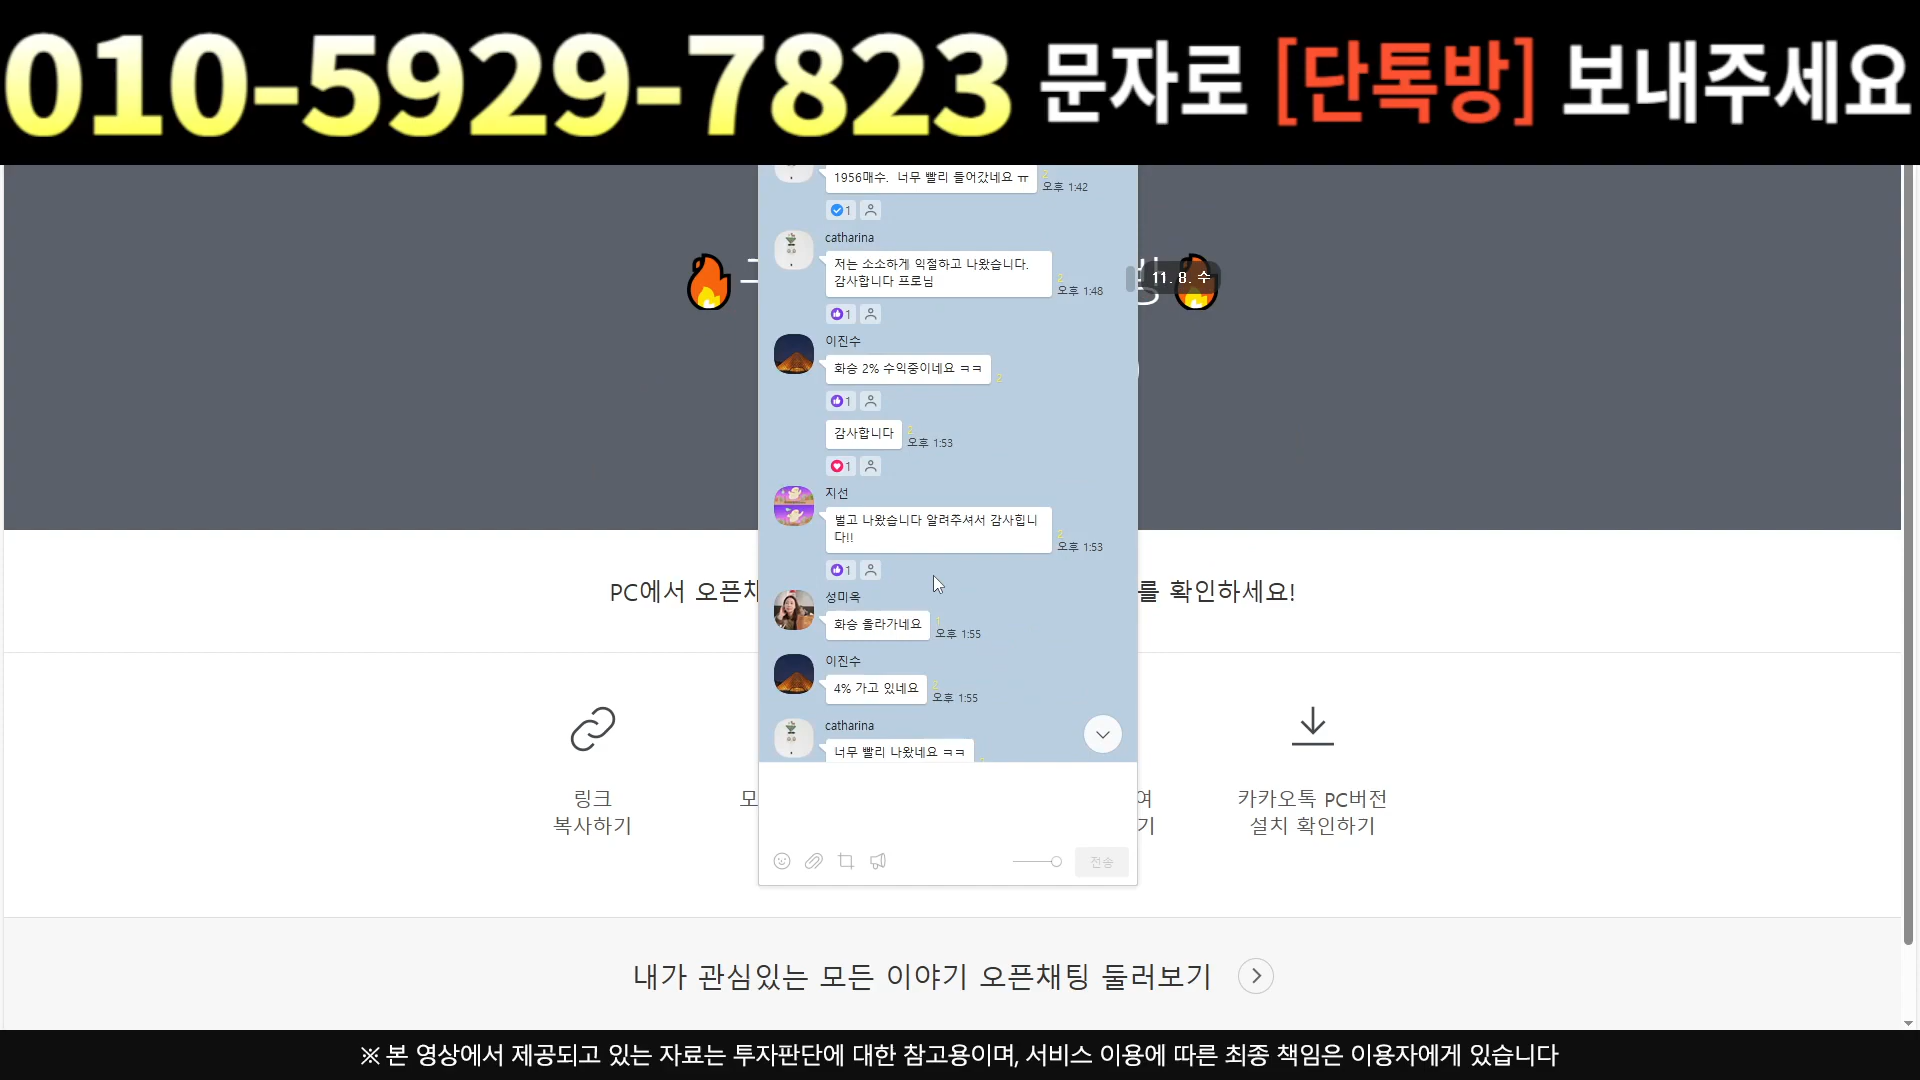 010-5929-7823 문자로 [단톡방] 보내주세요
1956매수. 너무 빨리 들어갔네요 ㅠ
2
오후 1:42
1
catharina
저는 소소하게 익절하고 나왔습니다.
감사합니다 프로님
2
오후 1:48
11. 8. 수
1
이진수
화승 2% 수익중이네요 ㅋㅋ
2
1
감사합니다
2
오후 1:53
1
지선
벌고 나왔습니다 알려주셔서 감사힙니
다!!
2
오후 1:53
1
PC에서 오픈채
를 확인하세요!
성미옥
화승 올라가네요
오후 1:55
이진수
4% 가고 있네요
2
오후 1:55
catharina
너무 빨리 나왔네요 ㅋㅋ
링크
복사하기
모
여
기
카카오톡 PC버전
설치 확인하기
전송
내가 관심있는 모든 이야기 오픈채팅 둘러보기
※ 본 영상에서 제공되고 있는 자료는 투자판단에 대한 참고용이며, 서비스 이용에 따른 최종 책임은 이용자에게 있습니다